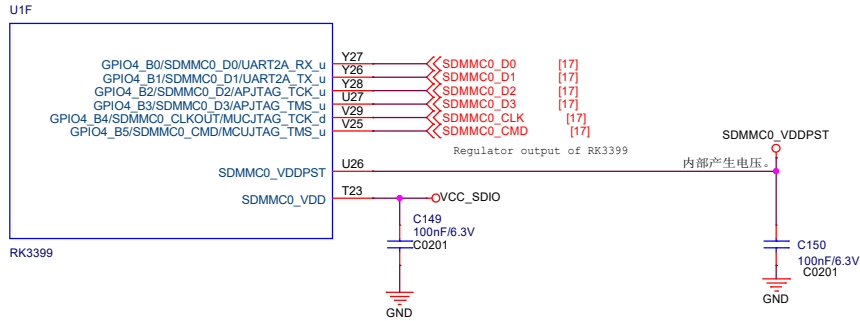 U1F
GPIO4_B0/SDMMC0_D0/UART2A_RX_u Y27 SDMMC0_D0 [17]
GPIO4_B1/SDMMC0_D1/UART2A_TX_u Y26 SDMMC0_D1 [17]
GPIO4_B2/SDMMC0_D2/APJTAG_TCK_u Y28 SDMMC0_D2 [17]
GPIO4_B3/SDMMC0_D3/APJTAG_TMS_u U27 SDMMC0_D3 [17]
GPIO4_B4/SDMMC0_CLKOUT/MUCJTAG_TCK_d V29 SDMMC0_CLK [17]
GPIO4_B5/SDMMC0_CMD/MCUJTAG_TMS_u V25 SDMMC0_CMD [17]
SDMMC0_VDDPST
Regulator output of RK3399
内部产生电压。
SDMMC0_VDDPST U26
SDMMC0_VDD T23 VCC_SDIO
C149
100nF/6.3V
C0201
GND
C150
100nF/6.3V
C0201
GND
RK3399